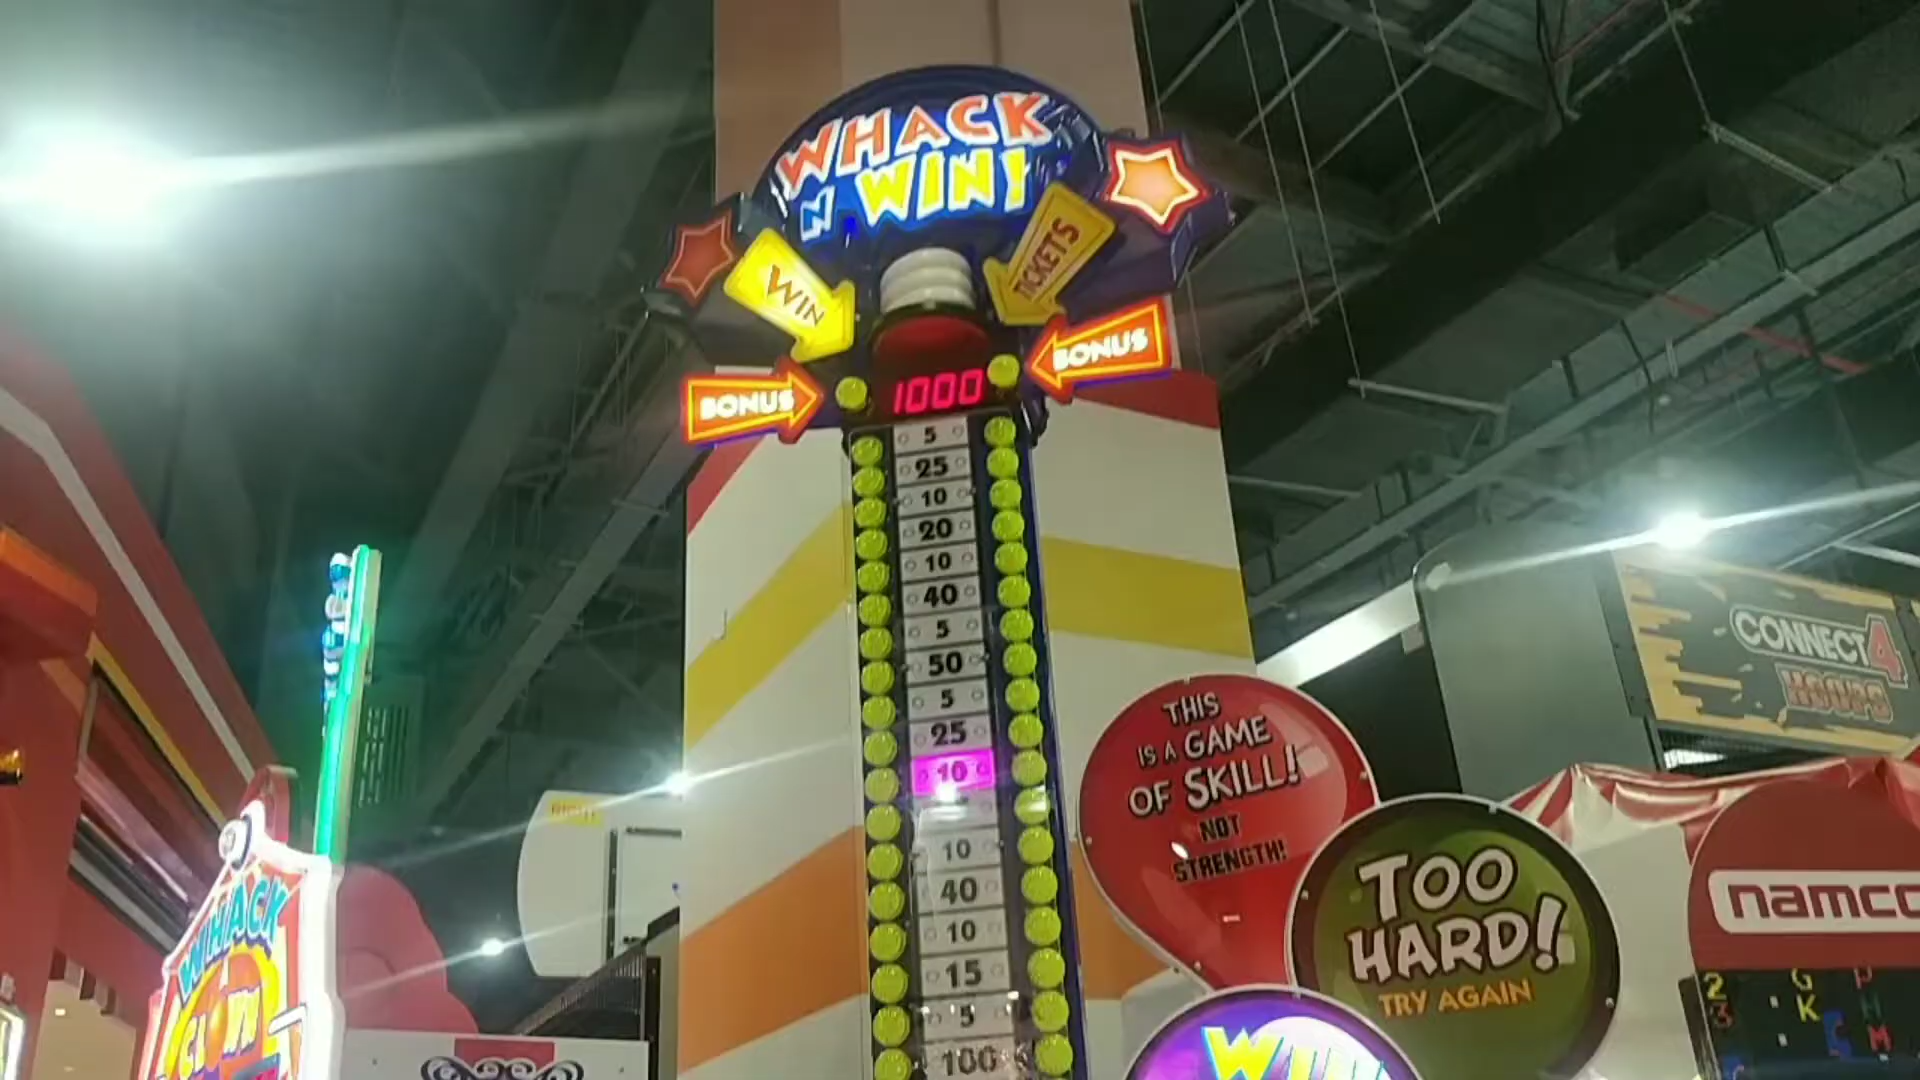 WHACK
N WIN!
WIN
TICKETS
BONUS
BONUS
1000
5
25
10
20
10
40
5
50
5
25
10
10
40
10
15
5
100
THIS
IS A GAME
OF SKILL!
NOT
STRENGTH!
TOO
HARD!
TRY AGAIN
CONNECT 4
HOOPS
namco
WHACK
CLOWN